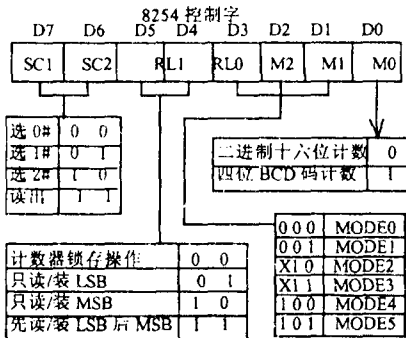 8254 控制字
D7 D6 D5 D4 D3 D2 D1 D0
SC1 SC2 RL1 RL0 M2 M1 M0
选 0# 0 0
选 1# 0 1
选 2# 1 0
读出 1 1
二进制十六位计数 0
四位 BCD 码计数 1
计数器锁存操作 0 0
只读/装 LSB 0 1
只读/装 MSB 1 0
先读/装 LSB 后 MSB 1 1
0 0 0 MODE0
0 0 1 MODE1
X1 0 MODE2
X1 1 MODE3
1 0 0 MODE4
1 0 1 MODE5